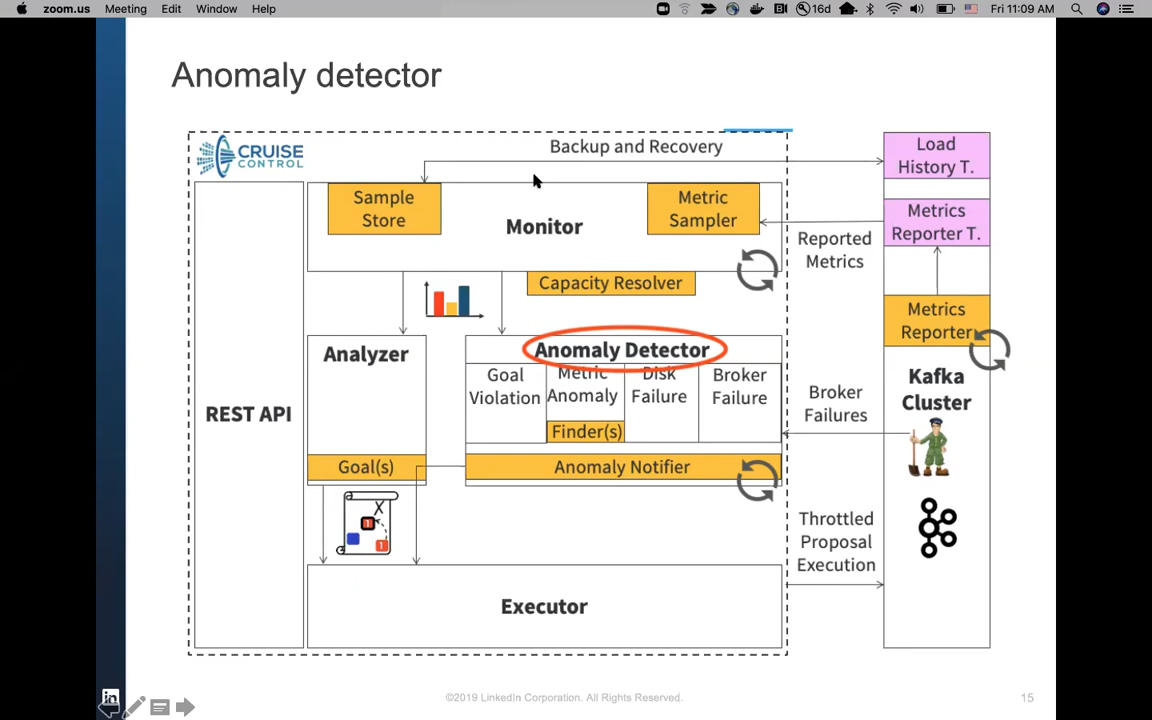 zoom.us Meeting Edit Window Help
16d
Fri 11:09 AM
Anomaly detector
CRUISE
CONTROL
Backup and Recovery
Load
History T.
Sample
Store
Monitor
Metric
Sampler
Metrics
Reporter T.
Reported
Metrics
Capacity Resolver
Metrics
Reporter
Analyzer
Anomaly Detector
Goal
Violation
Metric
Anomaly
Disk
Failure
Broker
Failure
Finder(s)
Broker
Failures
Kafka
Cluster
REST API
Goal(s)
Anomaly Notifier
X
1
1
Throttled
Proposal
Execution
Executor
in
©2019 LinkedIn Corporation. All Rights Reserved.
15